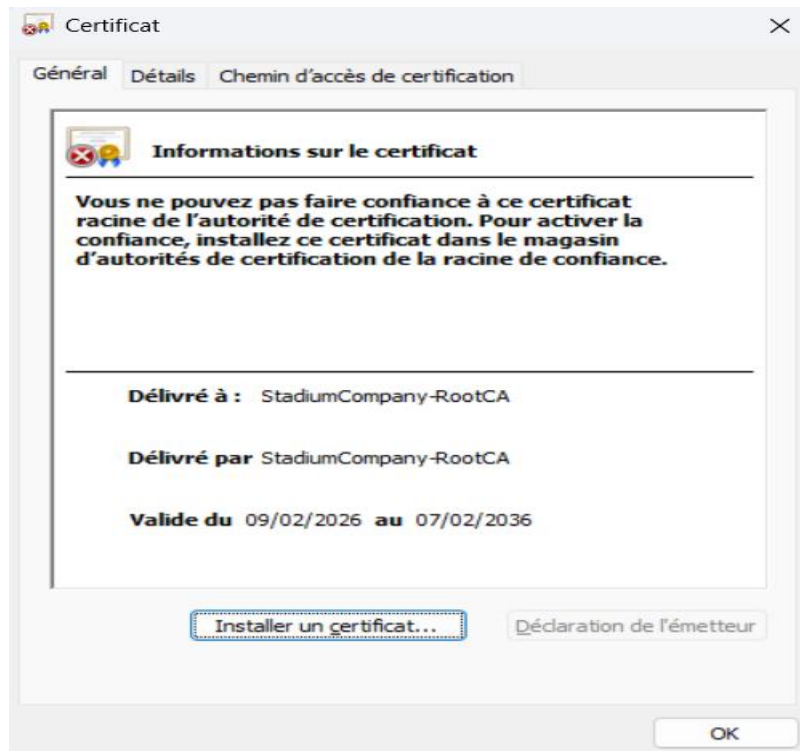 Certificat
Général Détails Chemin d'accès de certification
Informations sur le certificat
Vous ne pouvez pas faire confiance à ce certificat
racine de l'autorité de certification. Pour activer la
confiance, installez ce certificat dans le magasin
d'autorités de certification de la racine de confiance.
Délivré à : StadiumCompany-RootCA
Délivré par StadiumCompany-RootCA
Valide du 09/02/2026 au 07/02/2036
Installer un certificat... Déclaration de l'émetteur
OK